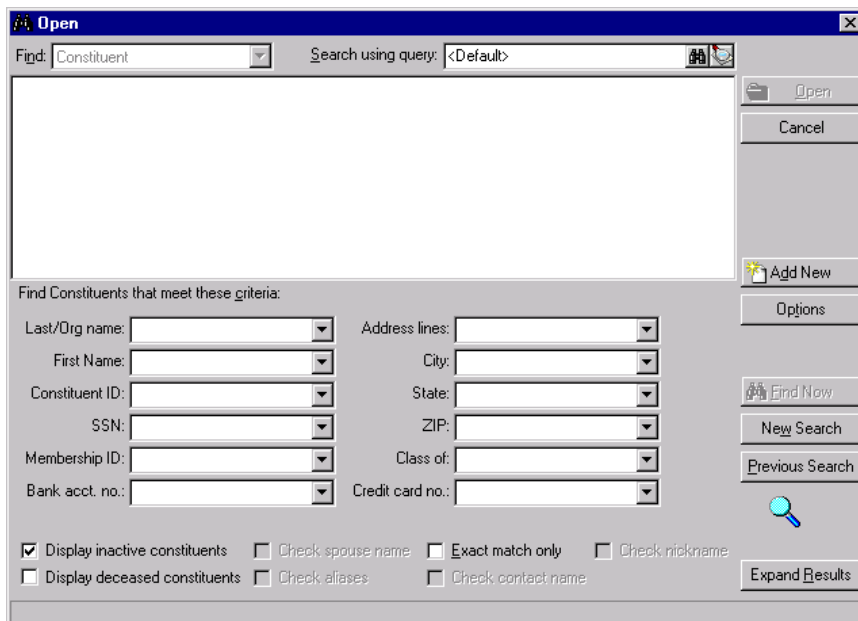 Open
Find: Constituent Search using query: <Default>
Open
Cancel
Add New
Options
Find Constituents that meet these criteria:
Last/Org name: Address lines:
First Name: City:
Constituent ID: State:
SSN: ZIP:
Membership ID: Class of:
Bank acct. no.: Credit card no.:
Find Now
New Search
Previous Search
Display inactive constituents Check spouse name Exact match only Check nickname
Display deceased constituents Check aliases Check contact name
Expand Results